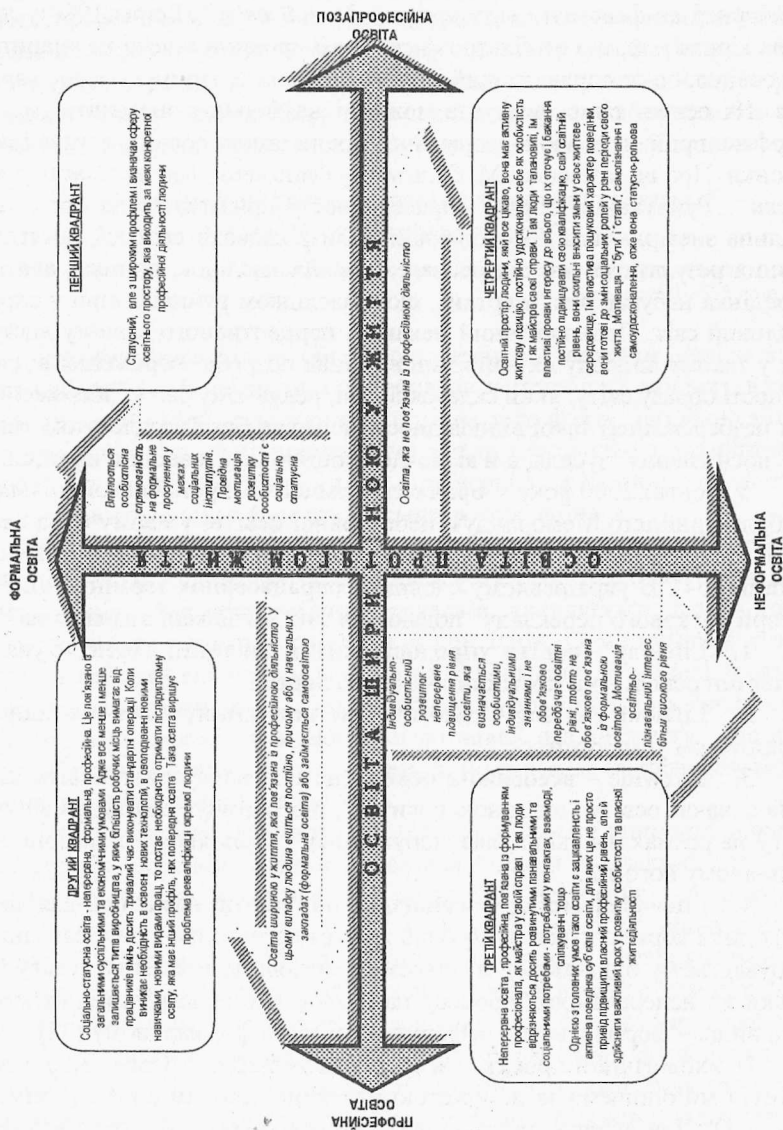 ПОЗАПРОФЕСІЙНА
ОСВІТА
ФОРМАЛЬНА
ОСВІТА
НЕФОРМАЛЬНА
ОСВІТА
ПРОФЕСІЙНА
ОСВІТА
ОСВІТА ПРОТЯГОМ ЖИТТЯ
ОСВІТА ШИРИНОЮ У ЖИТТЯ
ПЕРШИЙ КВАДРАНТ
Статусний, але з широким профілем і визначає сферу
освітнього простору, яка виходить за межі конкретної
професійної діяльності людини
Втілюється
особистісна
спрямованість
на формальне
просування у
межах
соціальних
інститутів.
Провідна
мотивація
розвитку
особистості є
соціально
статусна
ДРУГИЙ КВАДРАНТ
Соціально-статусна освіта - неперервна, формальна, професійна. Це пов'язано із
загальними суспільними та економічними умовами. Адже все менше і менше
залишається типів виробництва, у яких більшість робочих місць вимагає від
працівників вмінь досить тривалий час виконувати стандартні операції. Коли
виникає необхідність в освоєнні нових технологій, в оволодінні новими
навичками, новими видами праці, то постає необхідність отримати післядипломну
освіту, яка має інший профіль, ніж попередня освіта. Така освіта вирішує
проблема рекваліфікації окремої людини
Освіта шириною у життя, яка пов'язана із професійною діяльністю. У
цьому випадку людина вчиться постійно, причому або у навчальних
закладах (формальна освіта) або займається самоосвітою
Освіта, яка не пов'язана із професійною діяльністю
ТРЕТІЙ КВАДРАНТ
Неперервна освіта, професійна, пов'язана із формуванням
професіонала, як майстра у своїй справі. Такі люди
відрізняються досить розвинутими пізнавальними та
соціальними потребами - потребами у контактах, взаємодії,
спілкуванні тощо
Однією з головних умов такої освіти є зацікавленість і
активна поведінка суб'єктів освіти, для яких це не просто
привід підвищити власний професійний рівень, але й
здійснити важливий крок у розвитку особистості та власної
життєдіяльності
Індивідуально-
особистісний
розвиток -
неперервне
підвищення рівня
освіти, яка
визначається
особистими,
індивідуальними
знаннями і не
обов'язково
передбачає освітні
рівні, тобто не
обов'язково пов'язана
із формальною
освітою. Мотивація
– освітньо-
пізнавальний інтерес
більш високого рівня
ЧЕТРЕТИЙ КВАДРАНТ
Освітній простір людини, якій все цікаво, вона має активну
життєву позицію, постійно удосконалює себе як особистість
і як майстра своєї справи. Такі люди талановиті, їм
властиві прояви інтересу до всього, що їх оточує і бажання
постійно підвищувати свою кваліфікацію, свій освітній
рівень, вони схильні вносити зміни у своє життєве
середовище, їм властива пошуковий характер поведінки,
вони готові до зміни соціальних ролей у різні періоди свого
життя. Мотивація – "бути" і "стати", самопізнання і
самоудосконалення, отже вона статусно-рольова